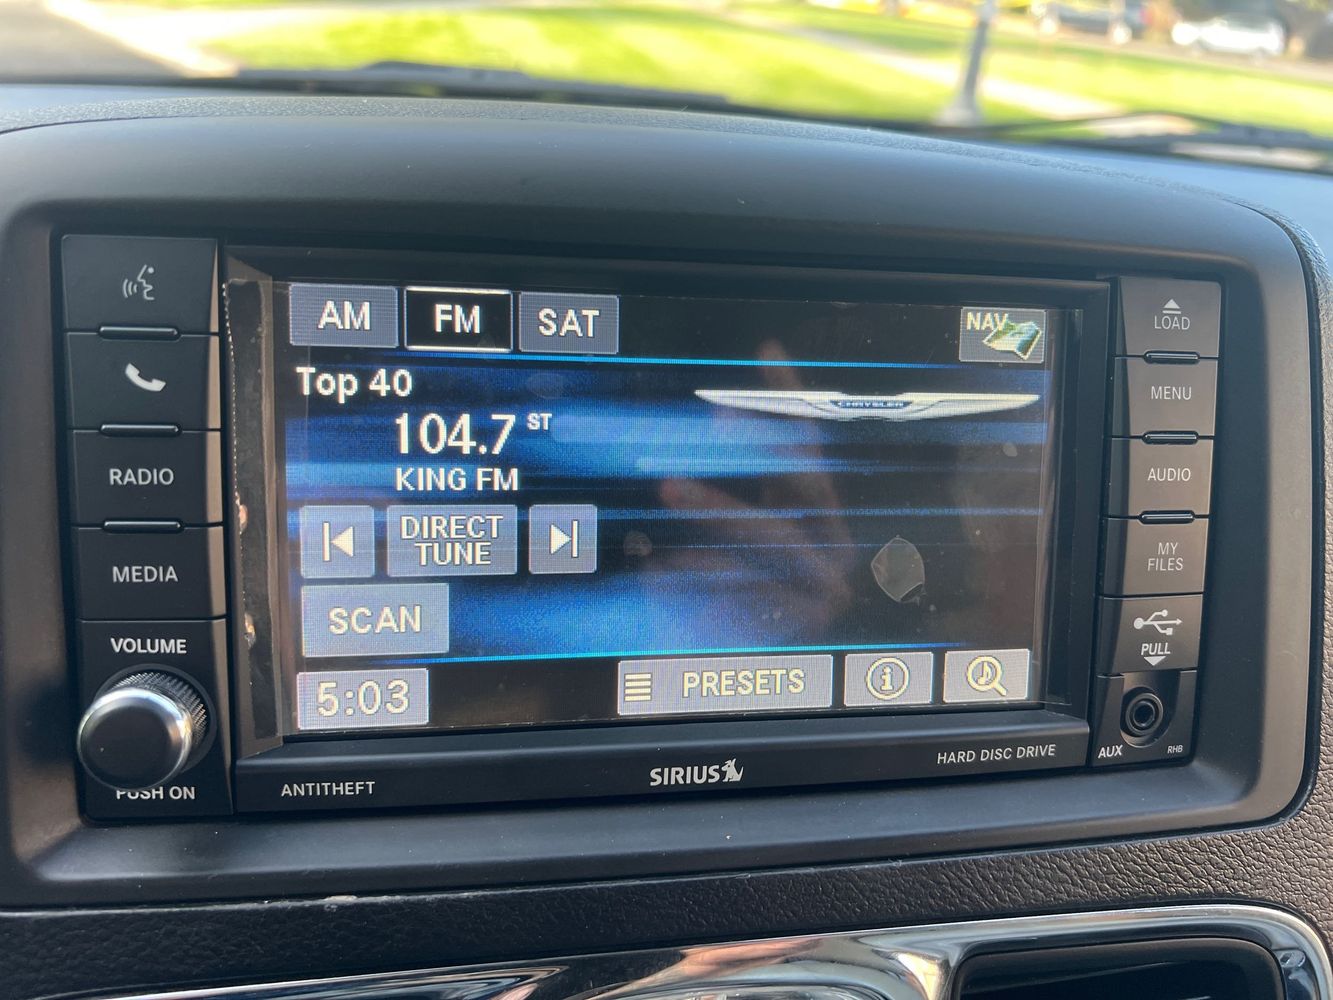 AM
FM
SAT
NAV
Top 40
CHRYSLER
104.7 ST
KING FM
DIRECT
TUNE
SCAN
5:03
PRESETS
i
RADIO
MEDIA
VOLUME
PUSH ON
LOAD
MENU
AUDIO
MY
FILES
PULL
AUX
RHB
ANTITHEFT
SIRIUS
HARD DISC DRIVE